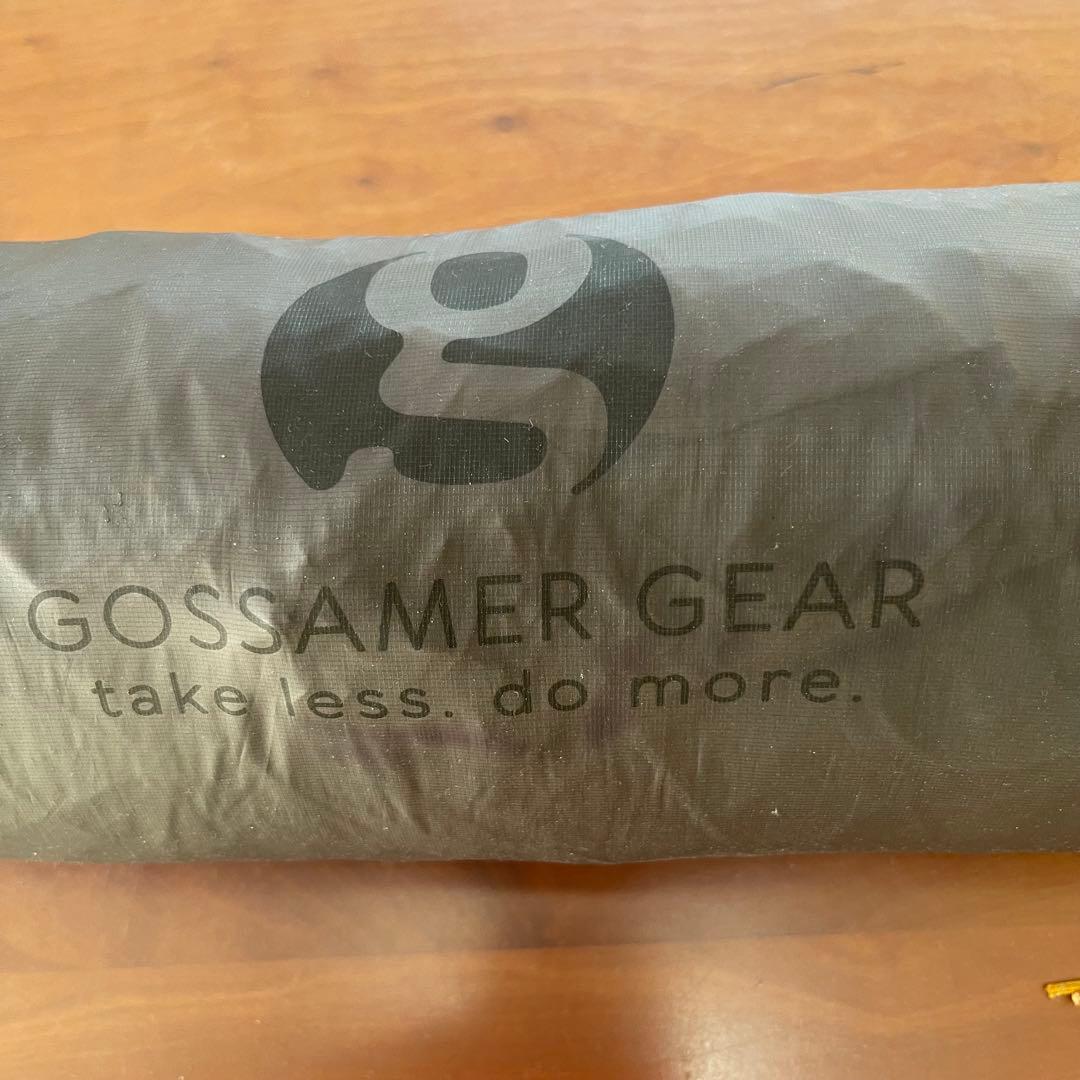 g
GOSSAMER GEAR
take less. do more.